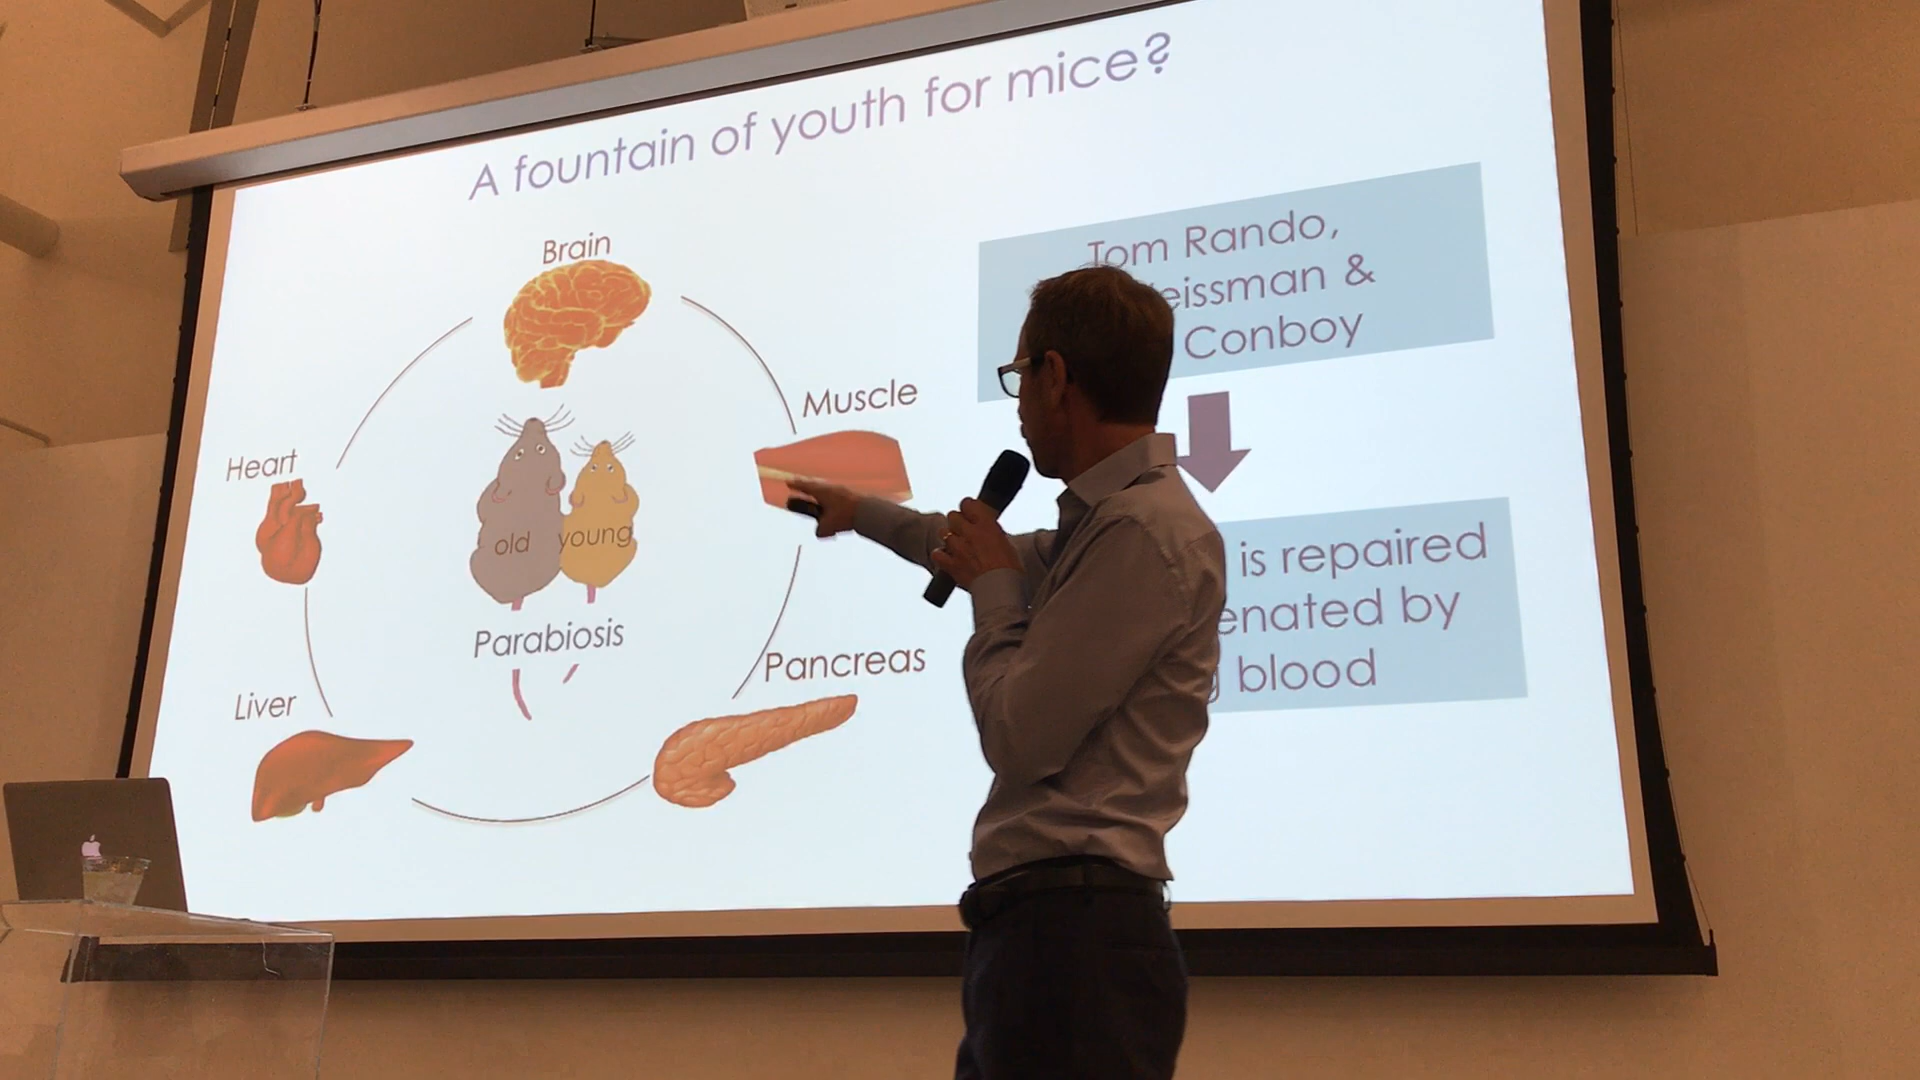 A fountain of youth for mice?
Brain
Muscle
Heart
old
young
Parabiosis
Pancreas
Liver
Tom Rando,
eissman &
Conboy
is repaired
enated by
blood